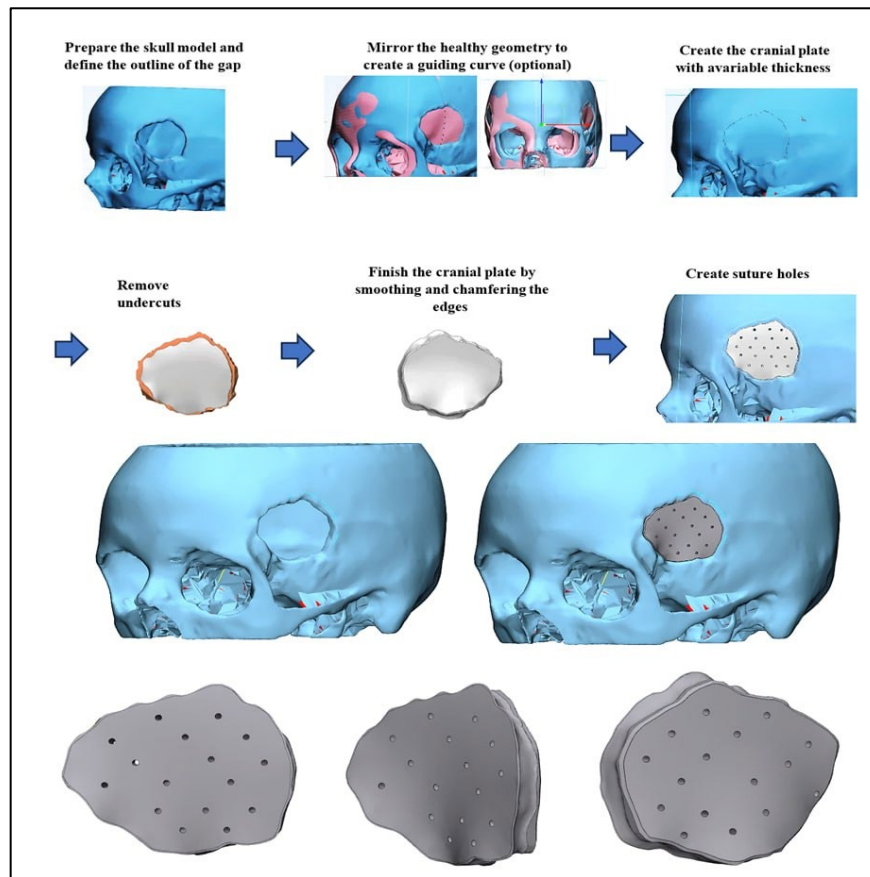 Prepare the skull model and
define the outline of the gap
Mirror the healthy geometry to
create a guiding curve (optional)
Create the cranial plate
with avariable thickness
Remove
undercuts
Finish the cranial plate by
smoothing and chamfering the
edges
Create suture holes